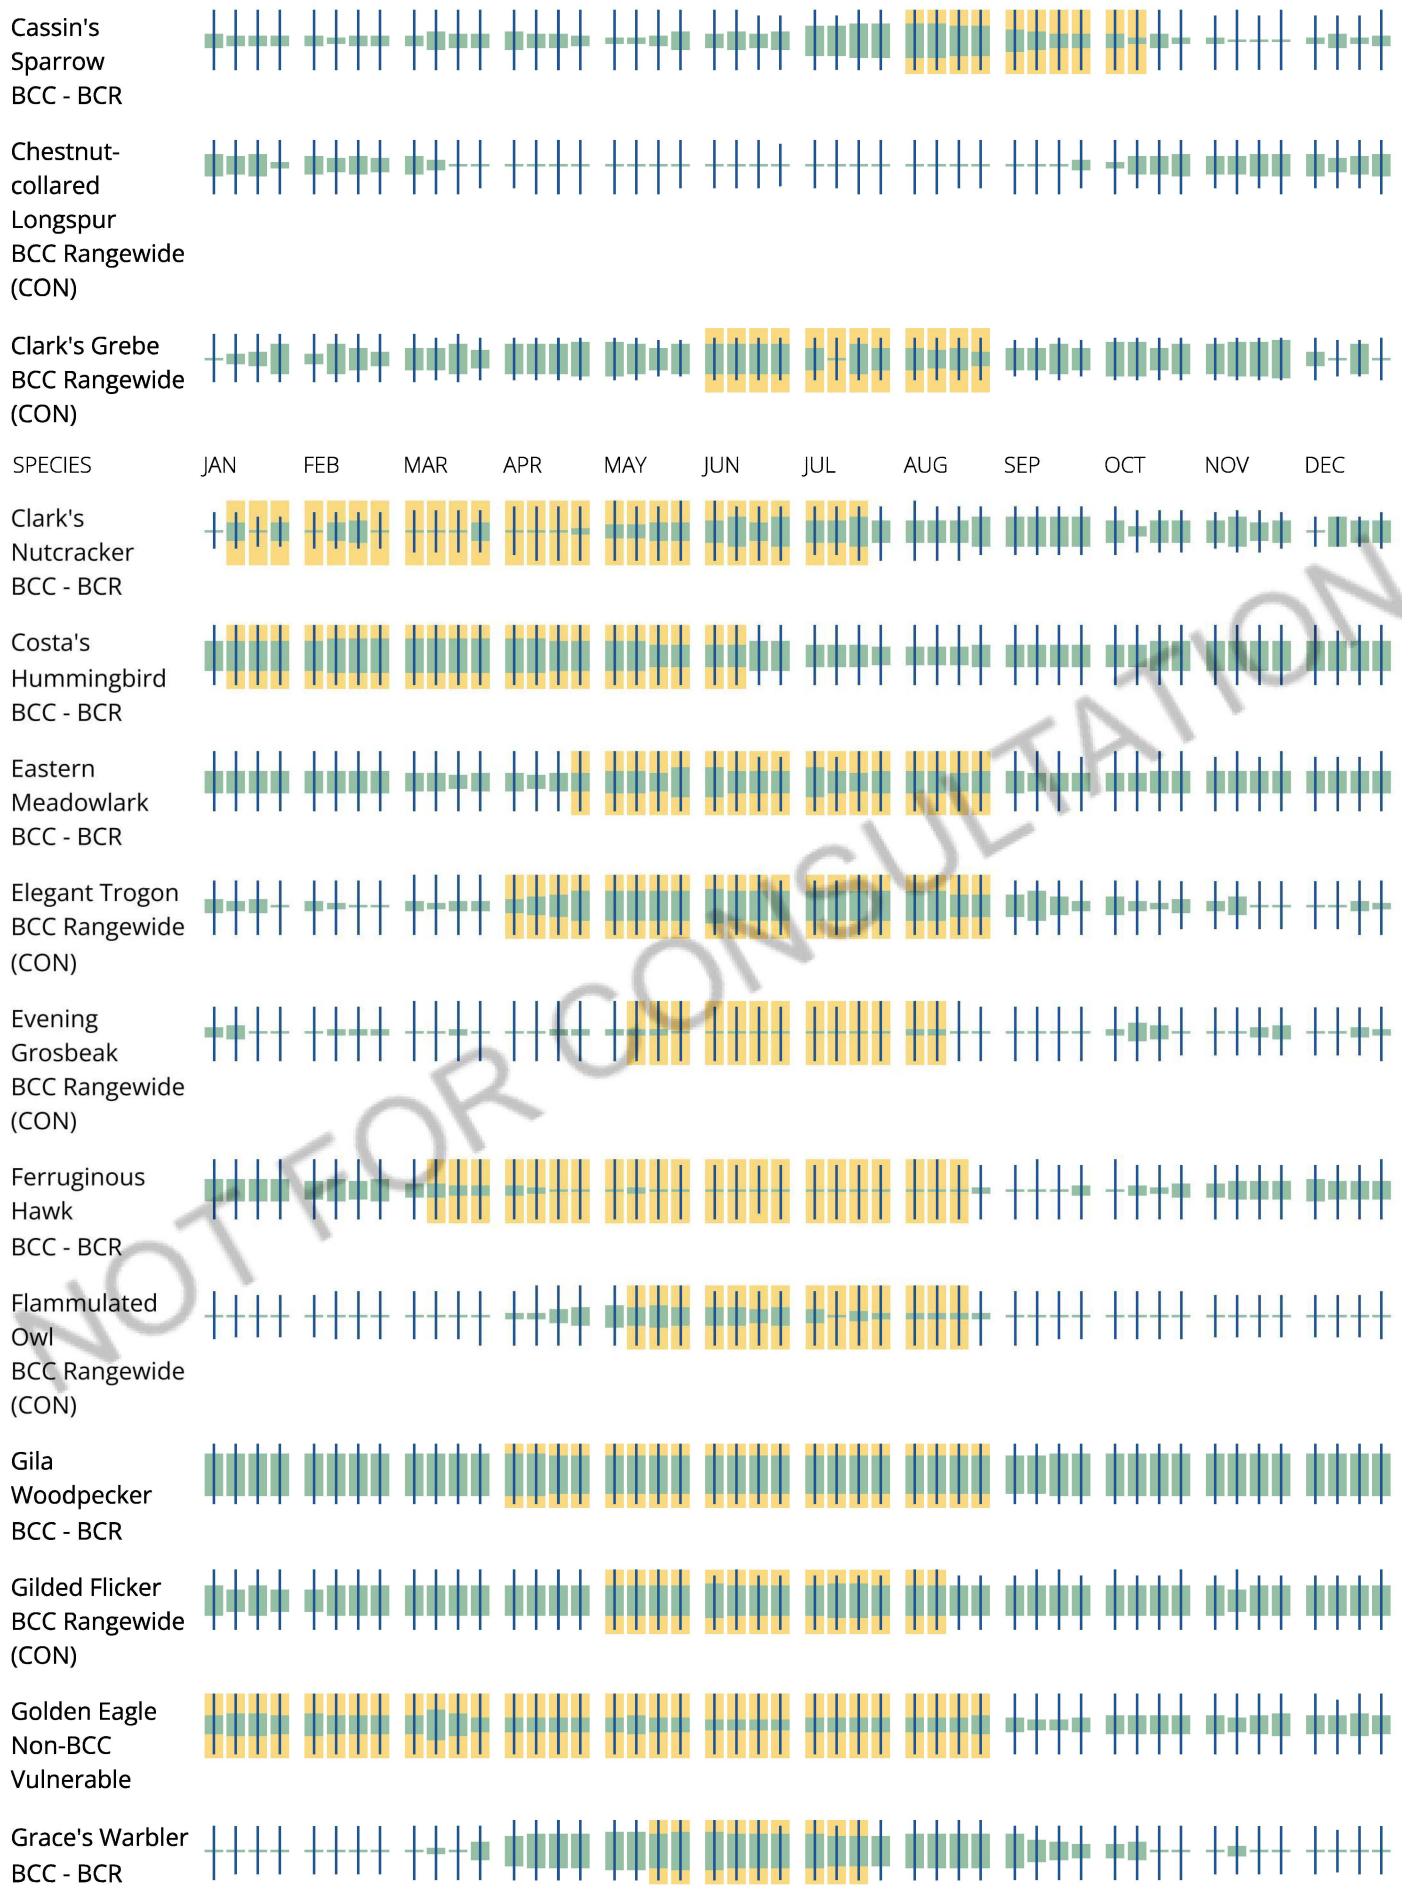 Cassin's
Sparrow
BCC - BCR
Chestnut-
collared
Longspur
BCC Rangewide
(CON)
Clark's Grebe
BCC Rangewide
(CON)
SPECIES JAN FEB MAR APR MAY JUN JUL AUG SEP OCT NOV DEC
Clark's
Nutcracker
BCC - BCR
Costa's
Hummingbird
BCC - BCR
Eastern
Meadowlark
BCC - BCR
Elegant Trogon
BCC Rangewide
(CON)
Evening
Grosbeak
BCC Rangewide
(CON)
Ferruginous
Hawk
BCC - BCR
Flammulated
Owl
BCC Rangewide
(CON)
Gila
Woodpecker
BCC - BCR
Gilded Flicker
BCC Rangewide
(CON)
Golden Eagle
Non-BCC
Vulnerable
Grace's Warbler
BCC - BCR
NOT FOR CONSULTATION